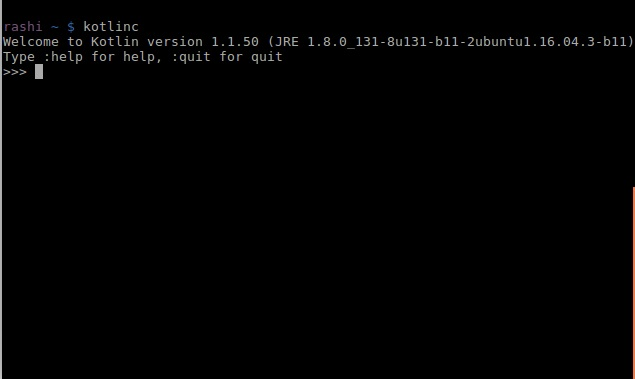 rashi ~ $ kotlinc
Welcome to Kotlin version 1.1.50 (JRE 1.8.0_131-8u131-b11-2ubuntu1.16.04.3-b11)
Type :help for help, :quit for quit
>>>